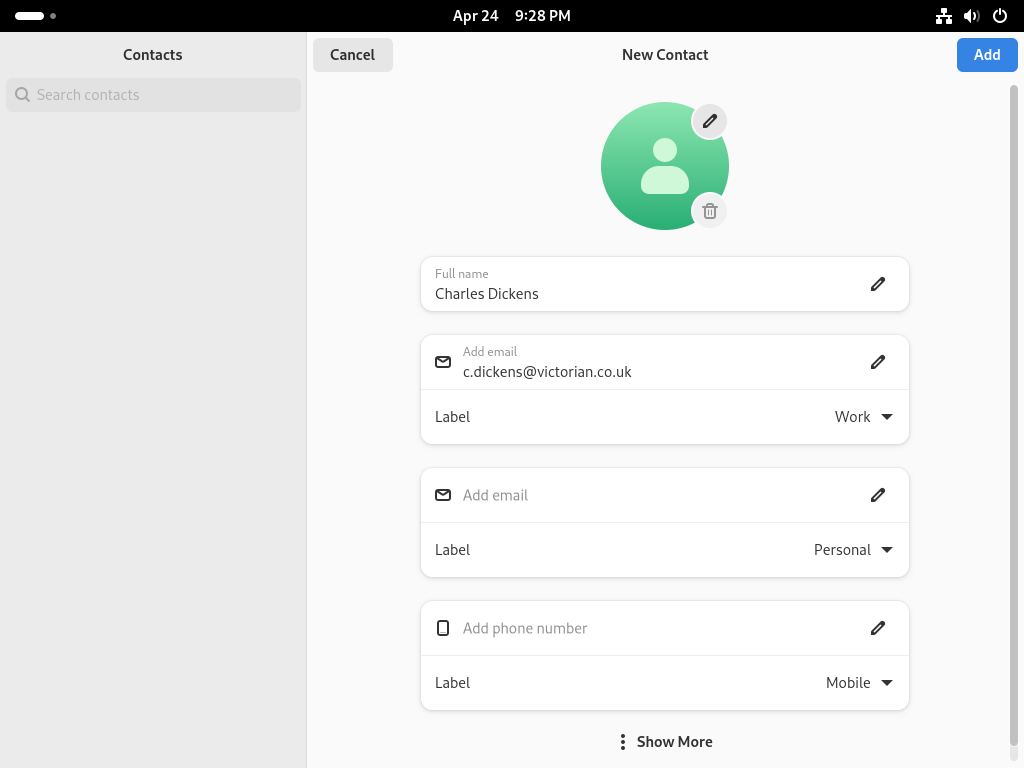 Apr 24 9:28 PM
Contacts
Cancel
New Contact
Add
Search contacts
Full name
Charles Dickens
Add email
c.dickens@victorian.co.uk
Label
Work
Add email
Label
Personal
Add phone number
Label
Mobile
Show More